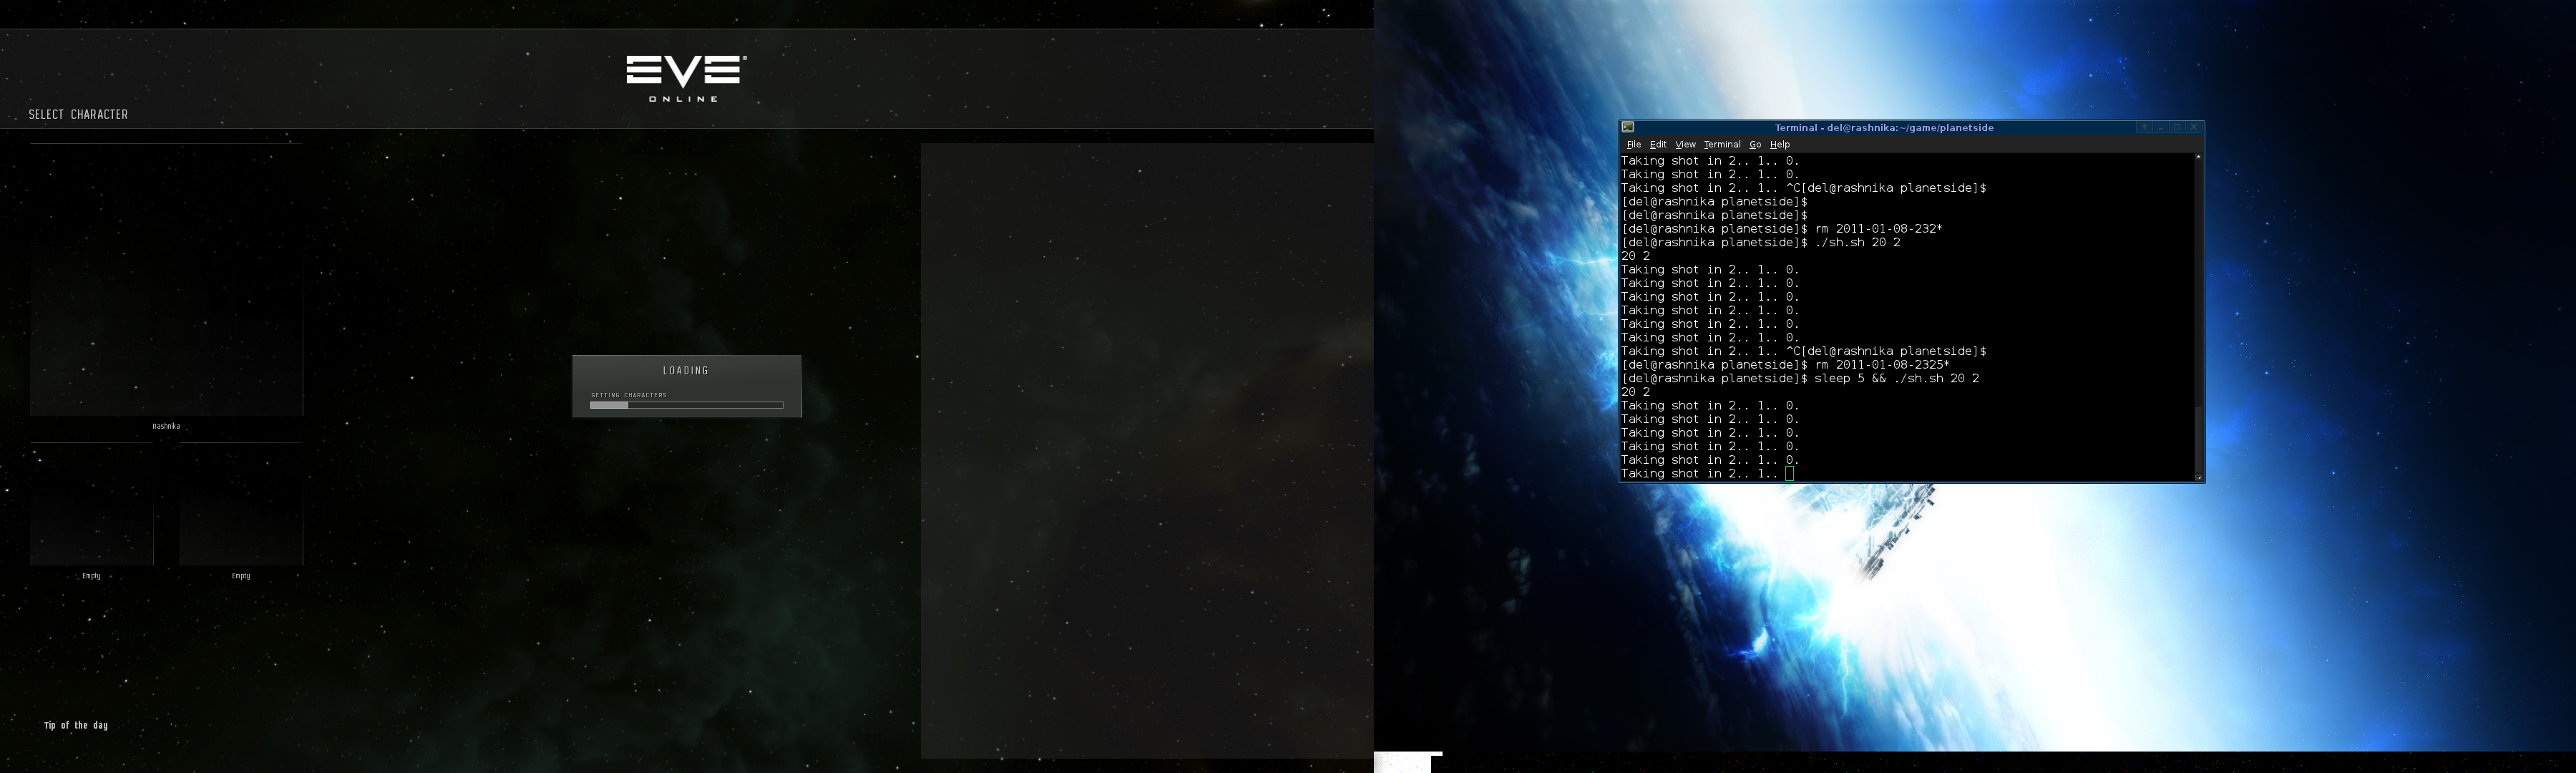 EVE®
ONLINE
SELECT CHARACTER
LOADING
GETTING CHARACTERS
Rashnika
Empty
Empty
Tip of the day
Terminal - del@rashnika:~/game/planetside
File Edit View Terminal Go Help
Taking shot in 2.. 1.. 0.
Taking shot in 2.. 1.. 0.
Taking shot in 2.. 1.. ^C[del@rashnika planetside]$
[del@rashnika planetside]$
[del@rashnika planetside]$
[del@rashnika planetside]$ rm 2011-01-08-232*
[del@rashnika planetside]$ ./sh.sh 20 2
20 2
Taking shot in 2.. 1.. 0.
Taking shot in 2.. 1.. 0.
Taking shot in 2.. 1.. 0.
Taking shot in 2.. 1.. 0.
Taking shot in 2.. 1.. 0.
Taking shot in 2.. 1.. 0.
Taking shot in 2.. 1.. ^C[del@rashnika planetside]$
[del@rashnika planetside]$ rm 2011-01-08-2325*
[del@rashnika planetside]$ sleep 5 && ./sh.sh 20 2
20 2
Taking shot in 2.. 1.. 0.
Taking shot in 2.. 1.. 0.
Taking shot in 2.. 1.. 0.
Taking shot in 2.. 1.. 0.
Taking shot in 2.. 1.. 0.
Taking shot in 2.. 1..